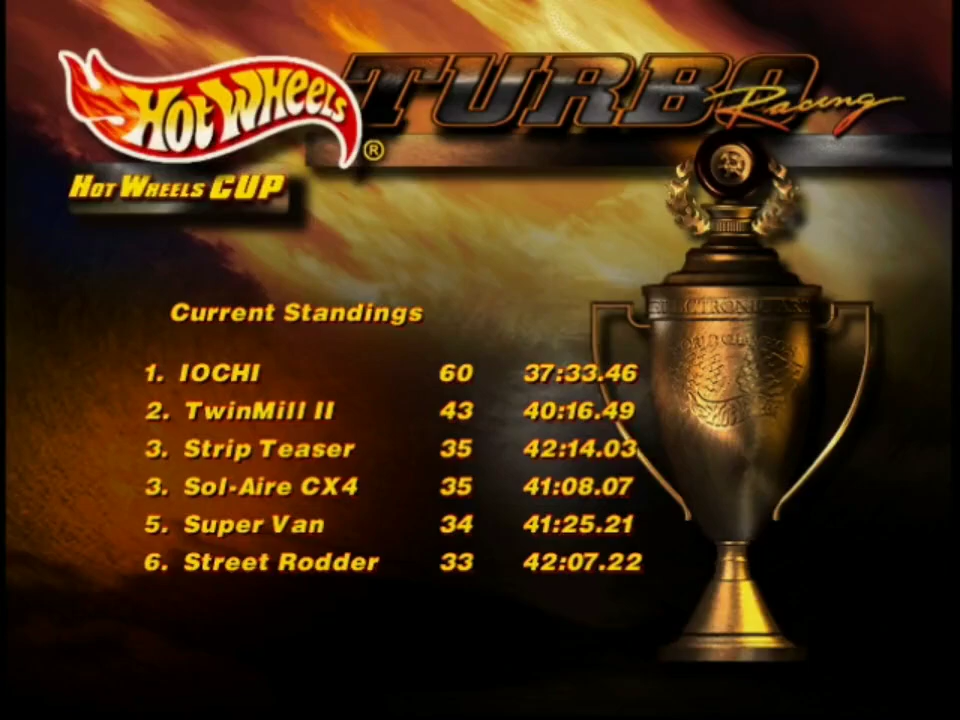 HOT WHEELS ®
TURBO
Racing
HOT WHEELS CUP
ELECTRONIC ARTS
Current Standings
1. IOCHI 60 37:33.46
2. TwinMill II 43 40:16.49
3. Strip Teaser 35 42:14.03
3. Sol-Aire CX4 35 41:08.07
5. Super Van 34 41:25.21
6. Street Rodder 33 42:07.22